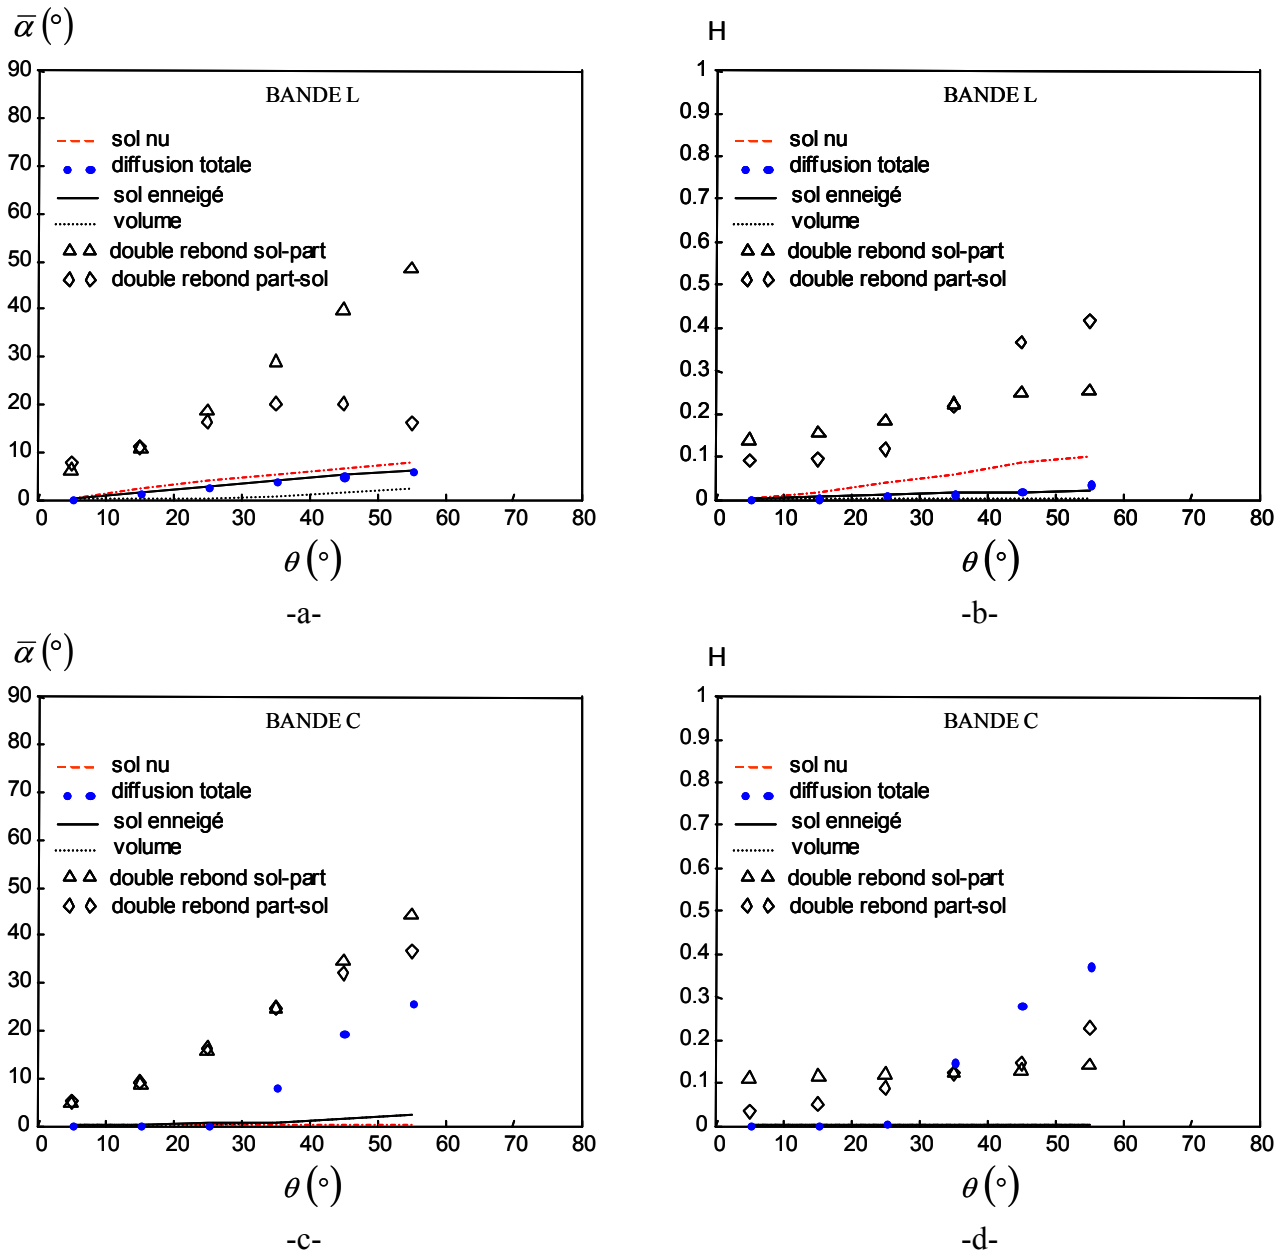 ᾱ (°)
90
80
70
60
50
40
30
20
10
0
BANDE L
sol nu
diffusion totale
sol enneigé
volume
double rebond sol-part
double rebond part-sol
0 10 20 30 40 50 60 70 80
θ (°)
-a-
H
1
0.9
0.8
0.7
0.6
0.5
0.4
0.3
0.2
0.1
0
BANDE L
sol nu
diffusion totale
sol enneigé
volume
double rebond sol-part
double rebond part-sol
0 10 20 30 40 50 60 70 80
θ (°)
-b-
ᾱ (°)
90
80
70
60
50
40
30
20
10
0
BANDE C
sol nu
diffusion totale
sol enneigé
volume
double rebond sol-part
double rebond part-sol
0 10 20 30 40 50 60 70 80
θ (°)
-c-
H
1
0.9
0.8
0.7
0.6
0.5
0.4
0.3
0.2
0.1
0
BANDE C
sol nu
diffusion totale
sol enneigé
volume
double rebond sol-part
double rebond part-sol
0 10 20 30 40 50 60 70 80
θ (°)
-d-